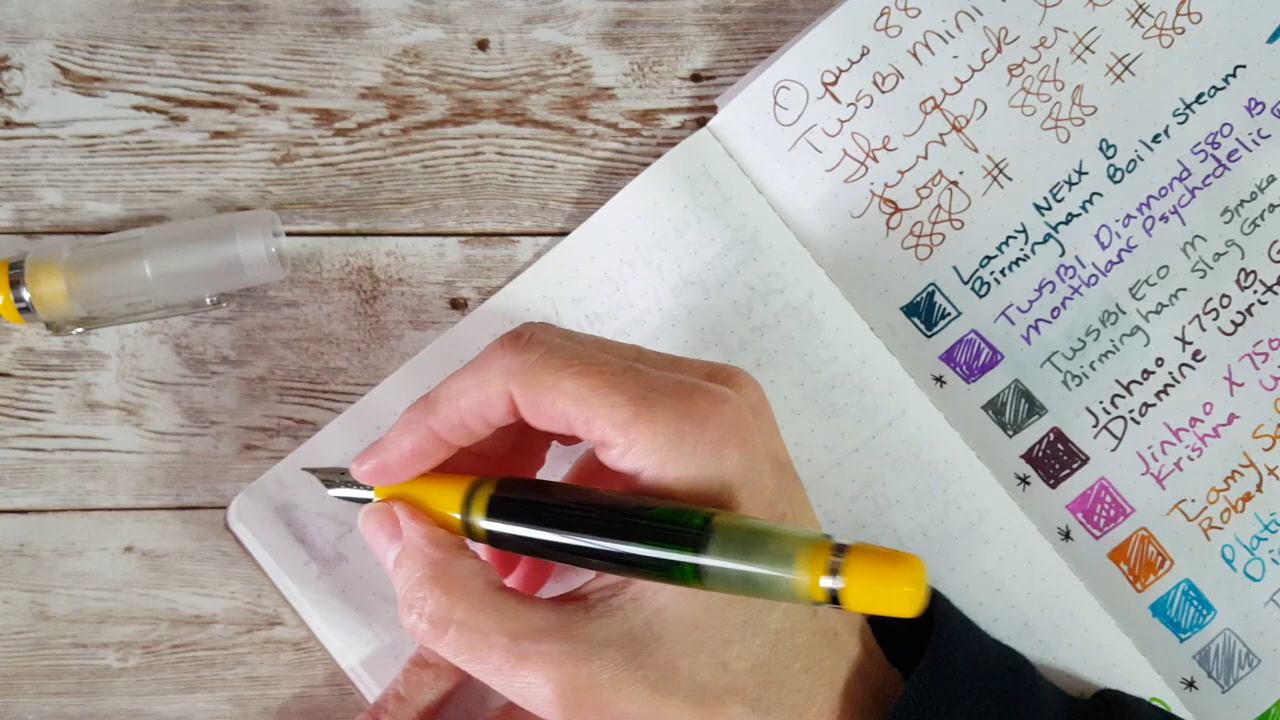 Opus 88
TWSBI Mini
the quick
jumps over
dog. # 888 # # 888
888 # 888 #
Lamy NEXX B
Birmingham Boiler Steam
TWSBI Diamond 580 B
Montblanc Psychedelic
TWSBI Eco M Smoke
Birmingham Slag
Jinhao X750 B
Diamine Write
Jinhao X750
Krishna
Lamy
Robert